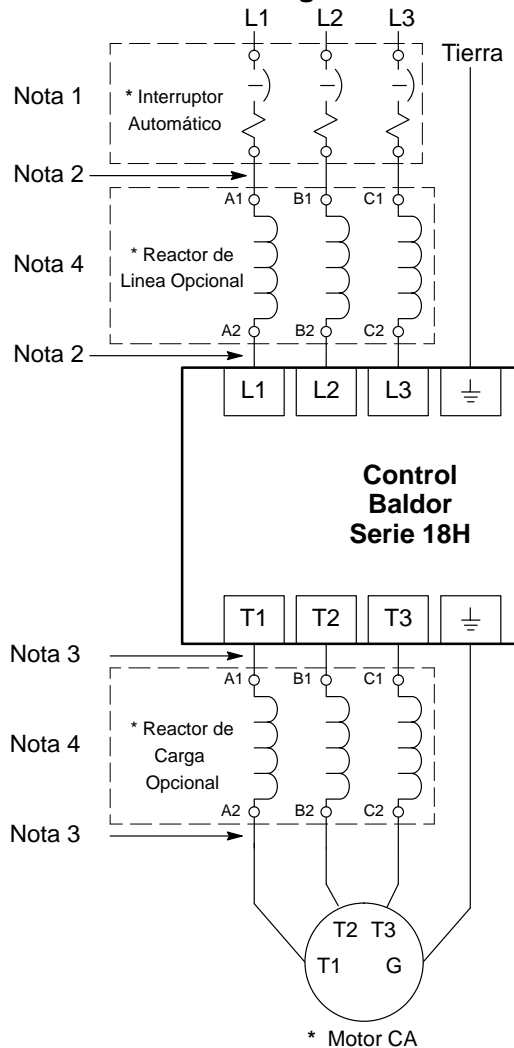 L1 L2 L3
Tierra
Nota 1
* Interruptor
Automático
Nota 2
A1 B1 C1
Nota 4
* Reactor de
Linea Opcional
A2 B2 C2
Nota 2
L1 L2 L3
Control
Baldor
Serie 18H
T1 T2 T3
Nota 3
A1 B1 C1
Nota 4
* Reactor de
Carga
Opcional
A2 B2 C2
Nota 3
T2 T3
T1 G
* Motor CA